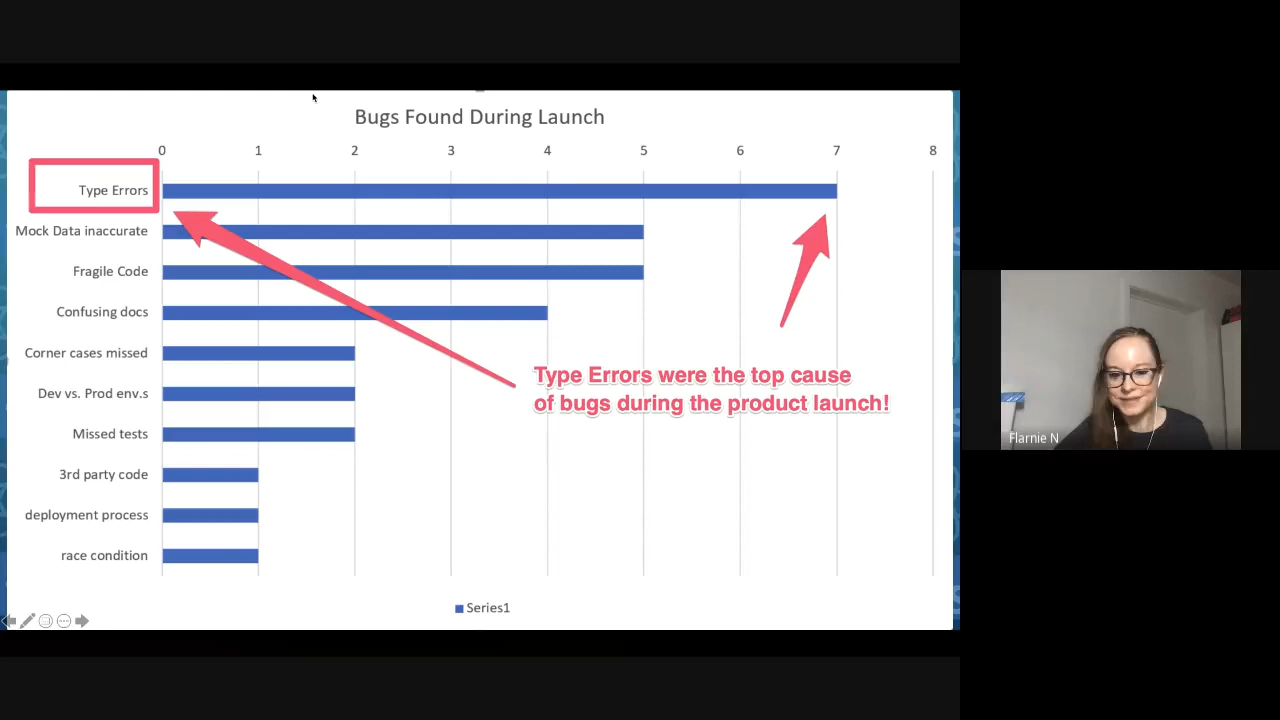 Bugs Found During Launch
0 1 2 3 4 5 6 7 8
Type Errors
Mock Data inaccurate
Fragile Code
Confusing docs
Corner cases missed
Dev vs. Prod env.s
Missed tests
3rd party code
deployment process
race condition
Type Errors were the top cause
of bugs during the product launch!
Series1
Flarnie N